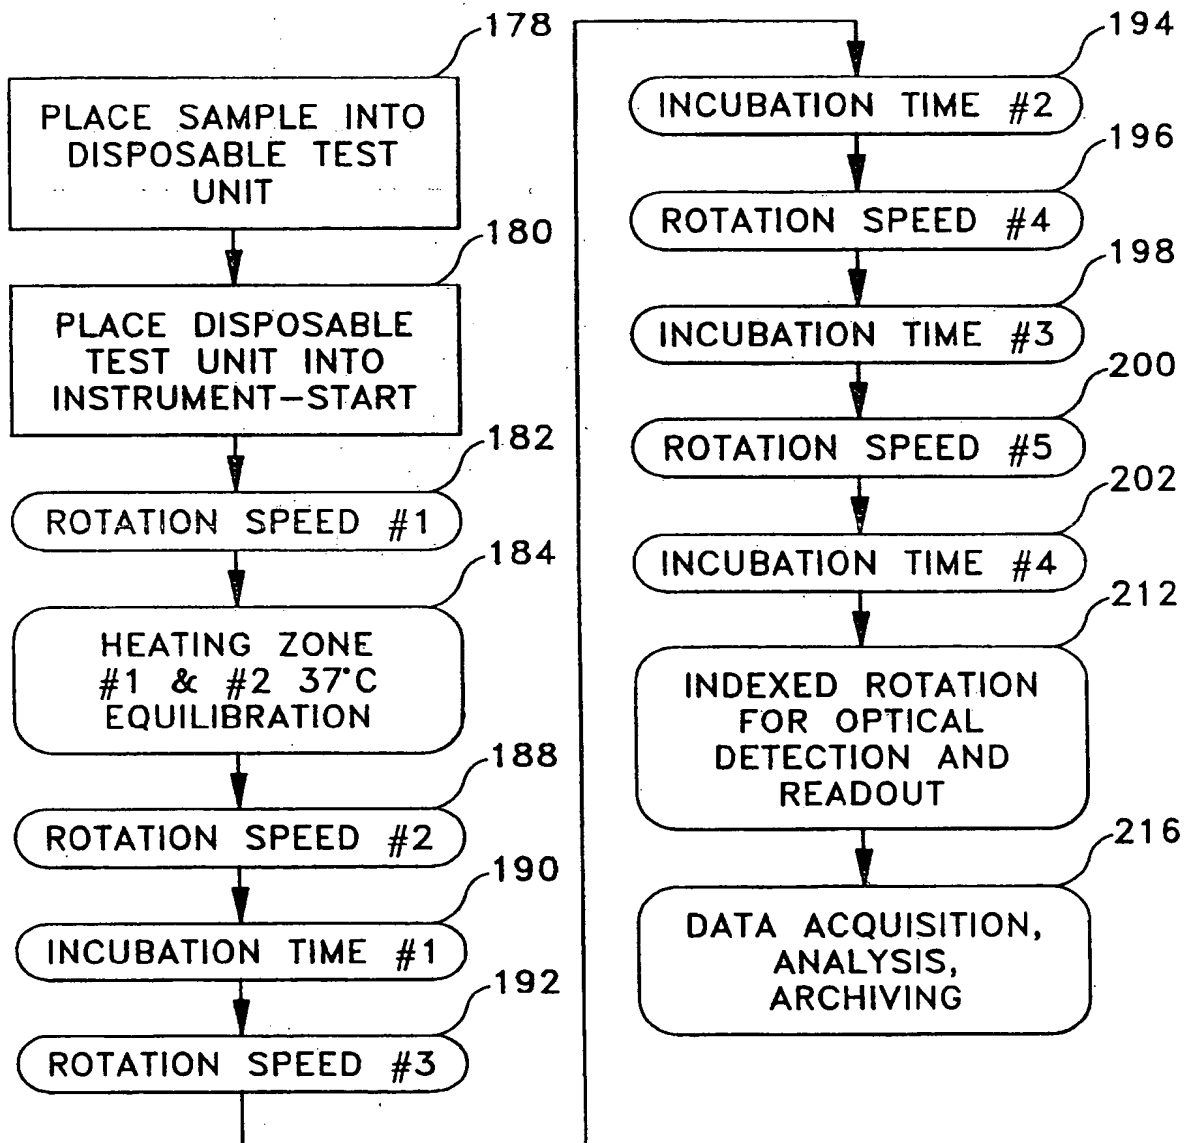 178
PLACE SAMPLE INTO
DISPOSABLE TEST
UNIT
180
PLACE DISPOSABLE
TEST UNIT INTO
INSTRUMENT-START
182
ROTATION SPEED #1
184
HEATING ZONE
#1 & #2 37°C
EQUILIBRATION
188
ROTATION SPEED #2
190
INCUBATION TIME #1
192
ROTATION SPEED #3
194
INCUBATION TIME #2
196
ROTATION SPEED #4
198
INCUBATION TIME #3
200
ROTATION SPEED #5
202
INCUBATION TIME #4
212
INDEXED ROTATION
FOR OPTICAL
DETECTION AND
READOUT
216
DATA ACQUISITION,
ANALYSIS,
ARCHIVING